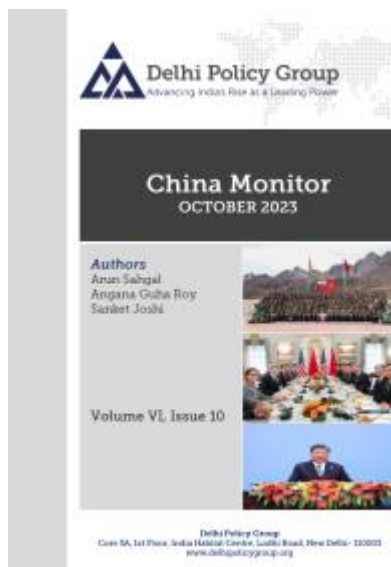 Delhi Policy Group
Advancing India's Rise as a Leading Power
China Monitor
OCTOBER 2023
Authors
Arun Sahgal
Angana Guha Roy
Sanket Joshi
Volume VI, Issue 10
Delhi Policy Group
Core 5A, 1st Floor, India Habitat Centre, Lodhi Road, New Delhi- 110003
www.delhipolicygroup.org